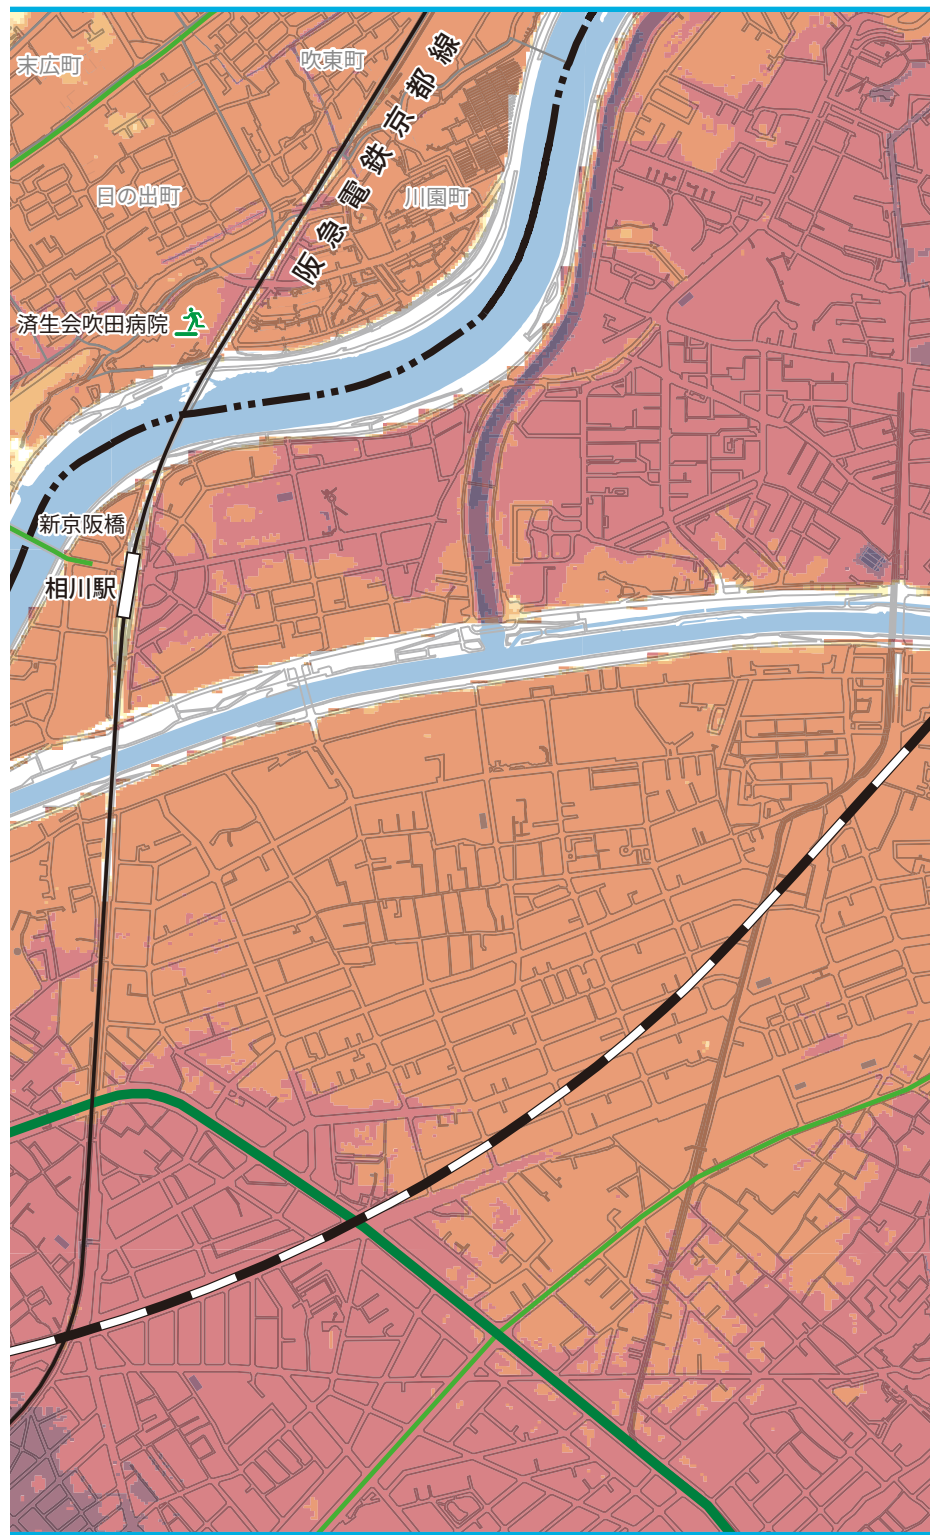 末広町
吹東町
阪急電鉄京都線
日の出町
川園町
済生会吹田病院
新京阪橋
相川駅